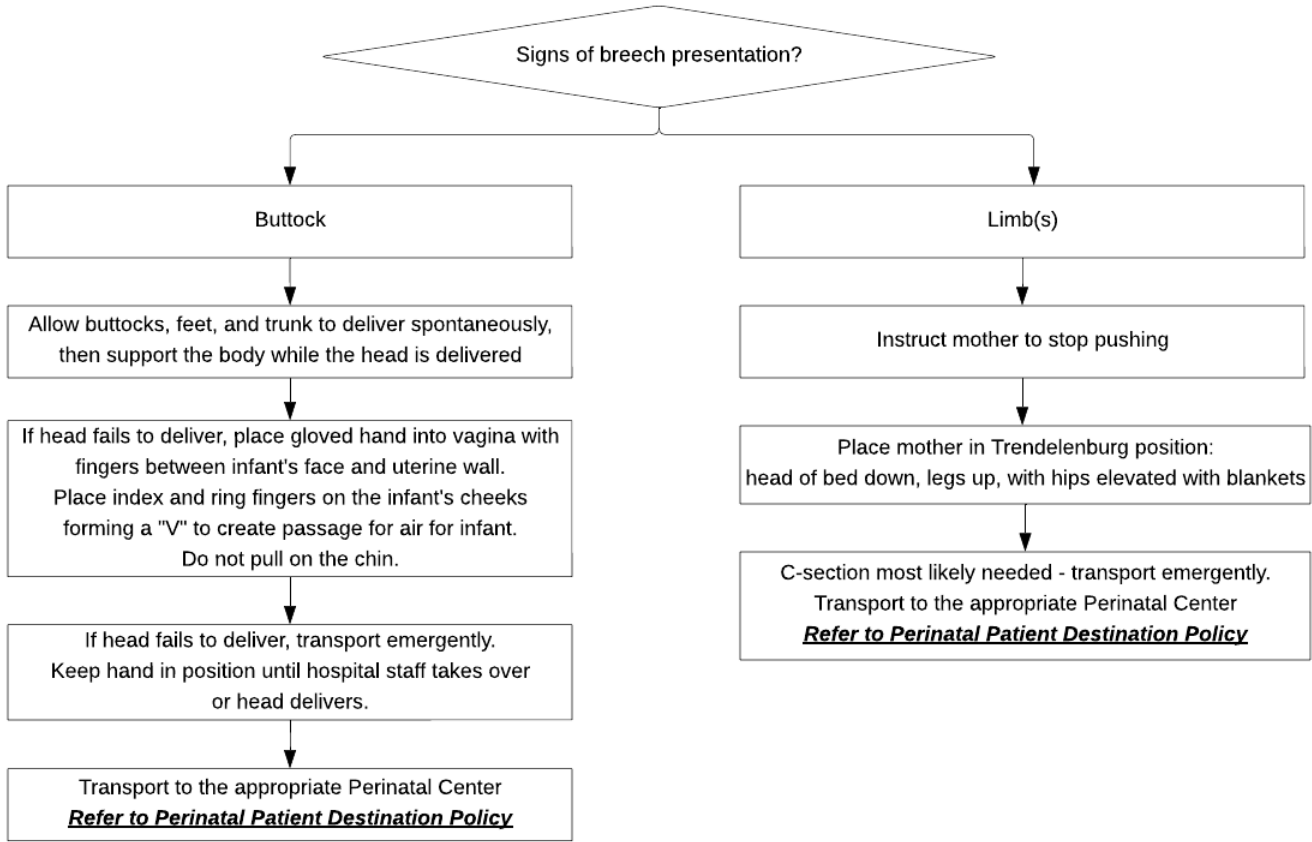 Signs of breech presentation?
Buttock
Allow buttocks, feet, and trunk to deliver spontaneously,
then support the body while the head is delivered
If head fails to deliver, place gloved hand into vagina with
fingers between infant's face and uterine wall.
Place index and ring fingers on the infant's cheeks
forming a "V" to create passage for air for infant.
Do not pull on the chin.
If head fails to deliver, transport emergently.
Keep hand in position until hospital staff takes over
or head delivers.
Transport to the appropriate Perinatal Center
Refer to Perinatal Patient Destination Policy
Limb(s)
Instruct mother to stop pushing
Place mother in Trendelenburg position:
head of bed down, legs up, with hips elevated with blankets
C-section most likely needed - transport emergently.
Transport to the appropriate Perinatal Center
Refer to Perinatal Patient Destination Policy